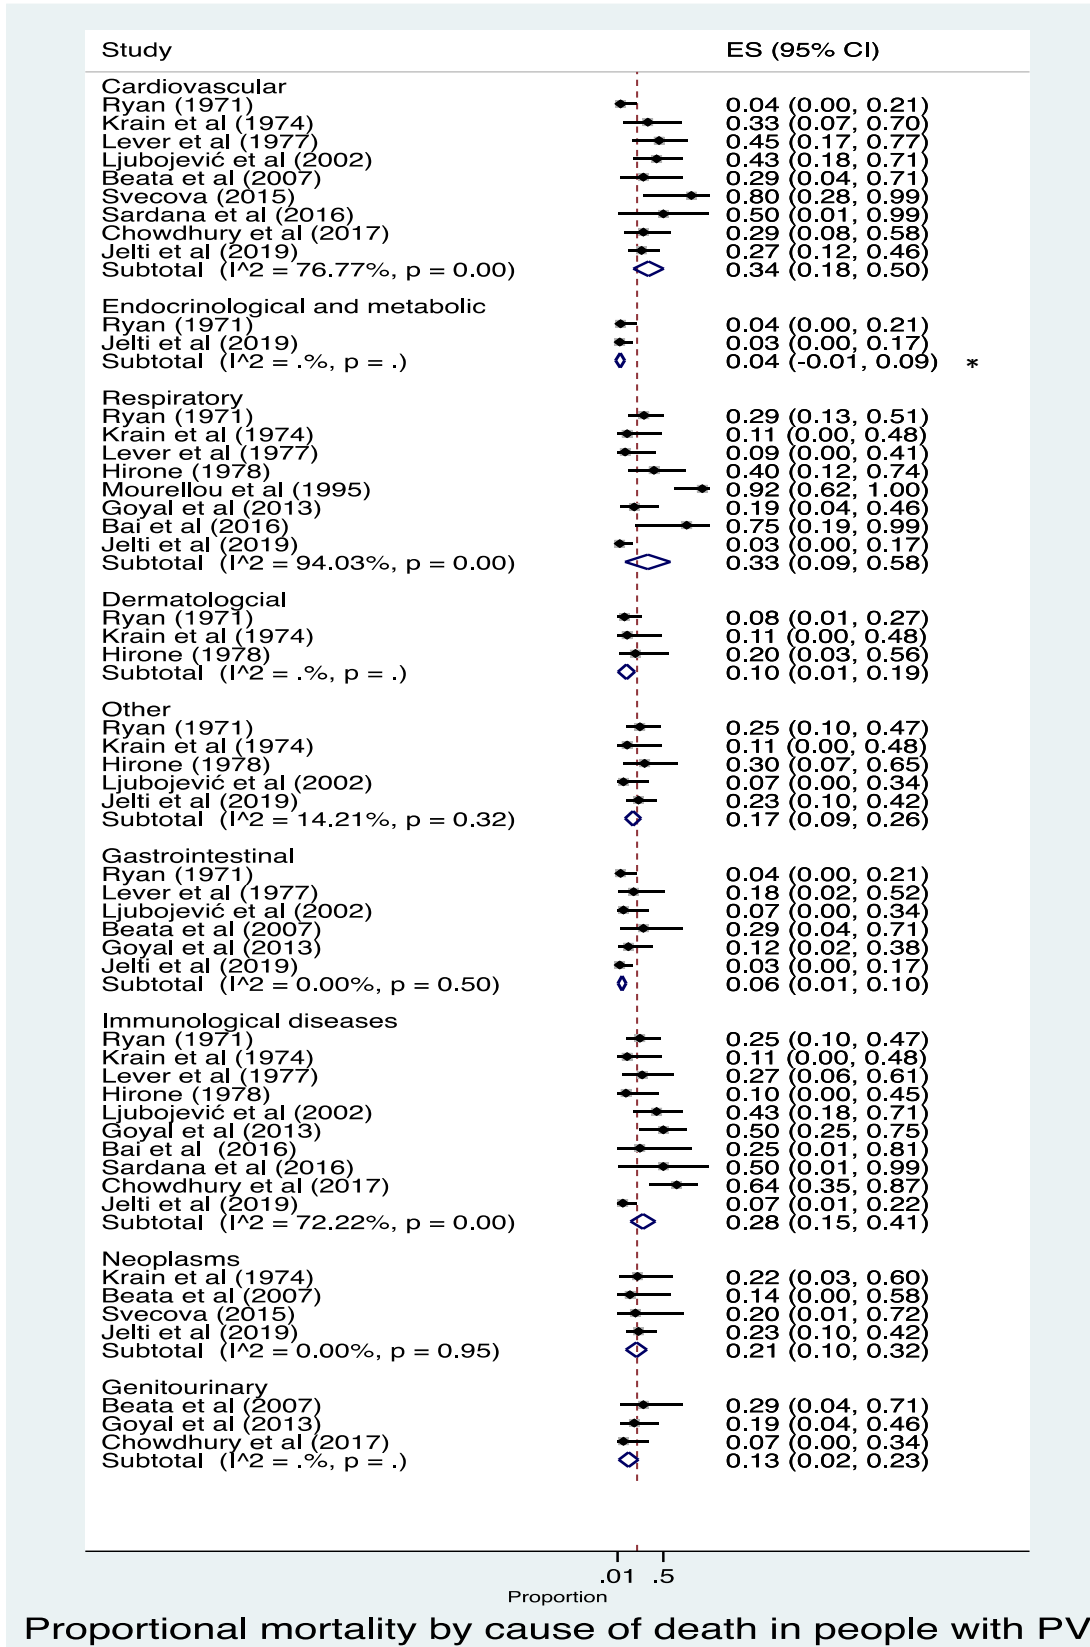 Study ES (95% CI)
Cardiovascular
Ryan (1971) 0.04 (0.00, 0.21)
Krain et al (1974) 0.33 (0.07, 0.70)
Lever et al (1977) 0.45 (0.17, 0.77)
Ljubojević et al (2002) 0.43 (0.18, 0.71)
Beata et al (2007) 0.29 (0.04, 0.71)
Svecova (2015) 0.80 (0.28, 0.99)
Sardana et al (2016) 0.50 (0.01, 0.99)
Chowdhury et al (2017) 0.29 (0.08, 0.58)
Jelti et al (2019) 0.27 (0.12, 0.46)
Subtotal (I^2 = 76.77%, p = 0.00) 0.34 (0.18, 0.50)
Endocrinological and metabolic
Ryan (1971) 0.04 (0.00, 0.21)
Jelti et al (2019) 0.03 (0.00, 0.17)
Subtotal (I^2 = .%, p = .) 0.04 (-0.01, 0.09) *
Respiratory
Ryan (1971) 0.29 (0.13, 0.51)
Krain et al (1974) 0.11 (0.00, 0.48)
Lever et al (1977) 0.09 (0.00, 0.41)
Hirone (1978) 0.40 (0.12, 0.74)
Mourellou et al (1995) 0.92 (0.62, 1.00)
Goyal et al (2013) 0.19 (0.04, 0.46)
Bai et al (2016) 0.75 (0.19, 0.99)
Jelti et al (2019) 0.03 (0.00, 0.17)
Subtotal (I^2 = 94.03%, p = 0.00) 0.33 (0.09, 0.58)
Dermatologcial
Ryan (1971) 0.08 (0.01, 0.27)
Krain et al (1974) 0.11 (0.00, 0.48)
Hirone (1978) 0.20 (0.03, 0.56)
Subtotal (I^2 = .%, p = .) 0.10 (0.01, 0.19)
Other
Ryan (1971) 0.25 (0.10, 0.47)
Krain et al (1974) 0.11 (0.00, 0.48)
Hirone (1978) 0.30 (0.07, 0.65)
Ljubojević et al (2002) 0.07 (0.00, 0.34)
Jelti et al (2019) 0.23 (0.10, 0.42)
Subtotal (I^2 = 14.21%, p = 0.32) 0.17 (0.09, 0.26)
Gastrointestinal
Ryan (1971) 0.04 (0.00, 0.21)
Lever et al (1977) 0.18 (0.02, 0.52)
Ljubojević et al (2002) 0.07 (0.00, 0.34)
Beata et al (2007) 0.29 (0.04, 0.71)
Goyal et al (2013) 0.12 (0.02, 0.38)
Jelti et al (2019) 0.03 (0.00, 0.17)
Subtotal (I^2 = 0.00%, p = 0.50) 0.06 (0.01, 0.10)
Immunological diseases
Ryan (1971) 0.25 (0.10, 0.47)
Krain et al (1974) 0.11 (0.00, 0.48)
Lever et al (1977) 0.27 (0.06, 0.61)
Hirone (1978) 0.10 (0.00, 0.45)
Ljubojević et al (2002) 0.43 (0.18, 0.71)
Goyal et al (2013) 0.50 (0.25, 0.75)
Bai et al (2016) 0.25 (0.01, 0.81)
Sardana et al (2016) 0.50 (0.01, 0.99)
Chowdhury et al (2017) 0.64 (0.35, 0.87)
Jelti et al (2019) 0.07 (0.01, 0.22)
Subtotal (I^2 = 72.22%, p = 0.00) 0.28 (0.15, 0.41)
Neoplasms
Krain et al (1974) 0.22 (0.03, 0.60)
Beata et al (2007) 0.14 (0.00, 0.58)
Svecova (2015) 0.20 (0.01, 0.72)
Jelti et al (2019) 0.23 (0.10, 0.42)
Subtotal (I^2 = 0.00%, p = 0.95) 0.21 (0.10, 0.32)
Genitourinary
Beata et al (2007) 0.29 (0.04, 0.71)
Goyal et al (2013) 0.19 (0.04, 0.46)
Chowdhury et al (2017) 0.07 (0.00, 0.34)
Subtotal (I^2 = .%, p = .) 0.13 (0.02, 0.23)
.01 .5
Proportion
Proportional mortality by cause of death in people with PV